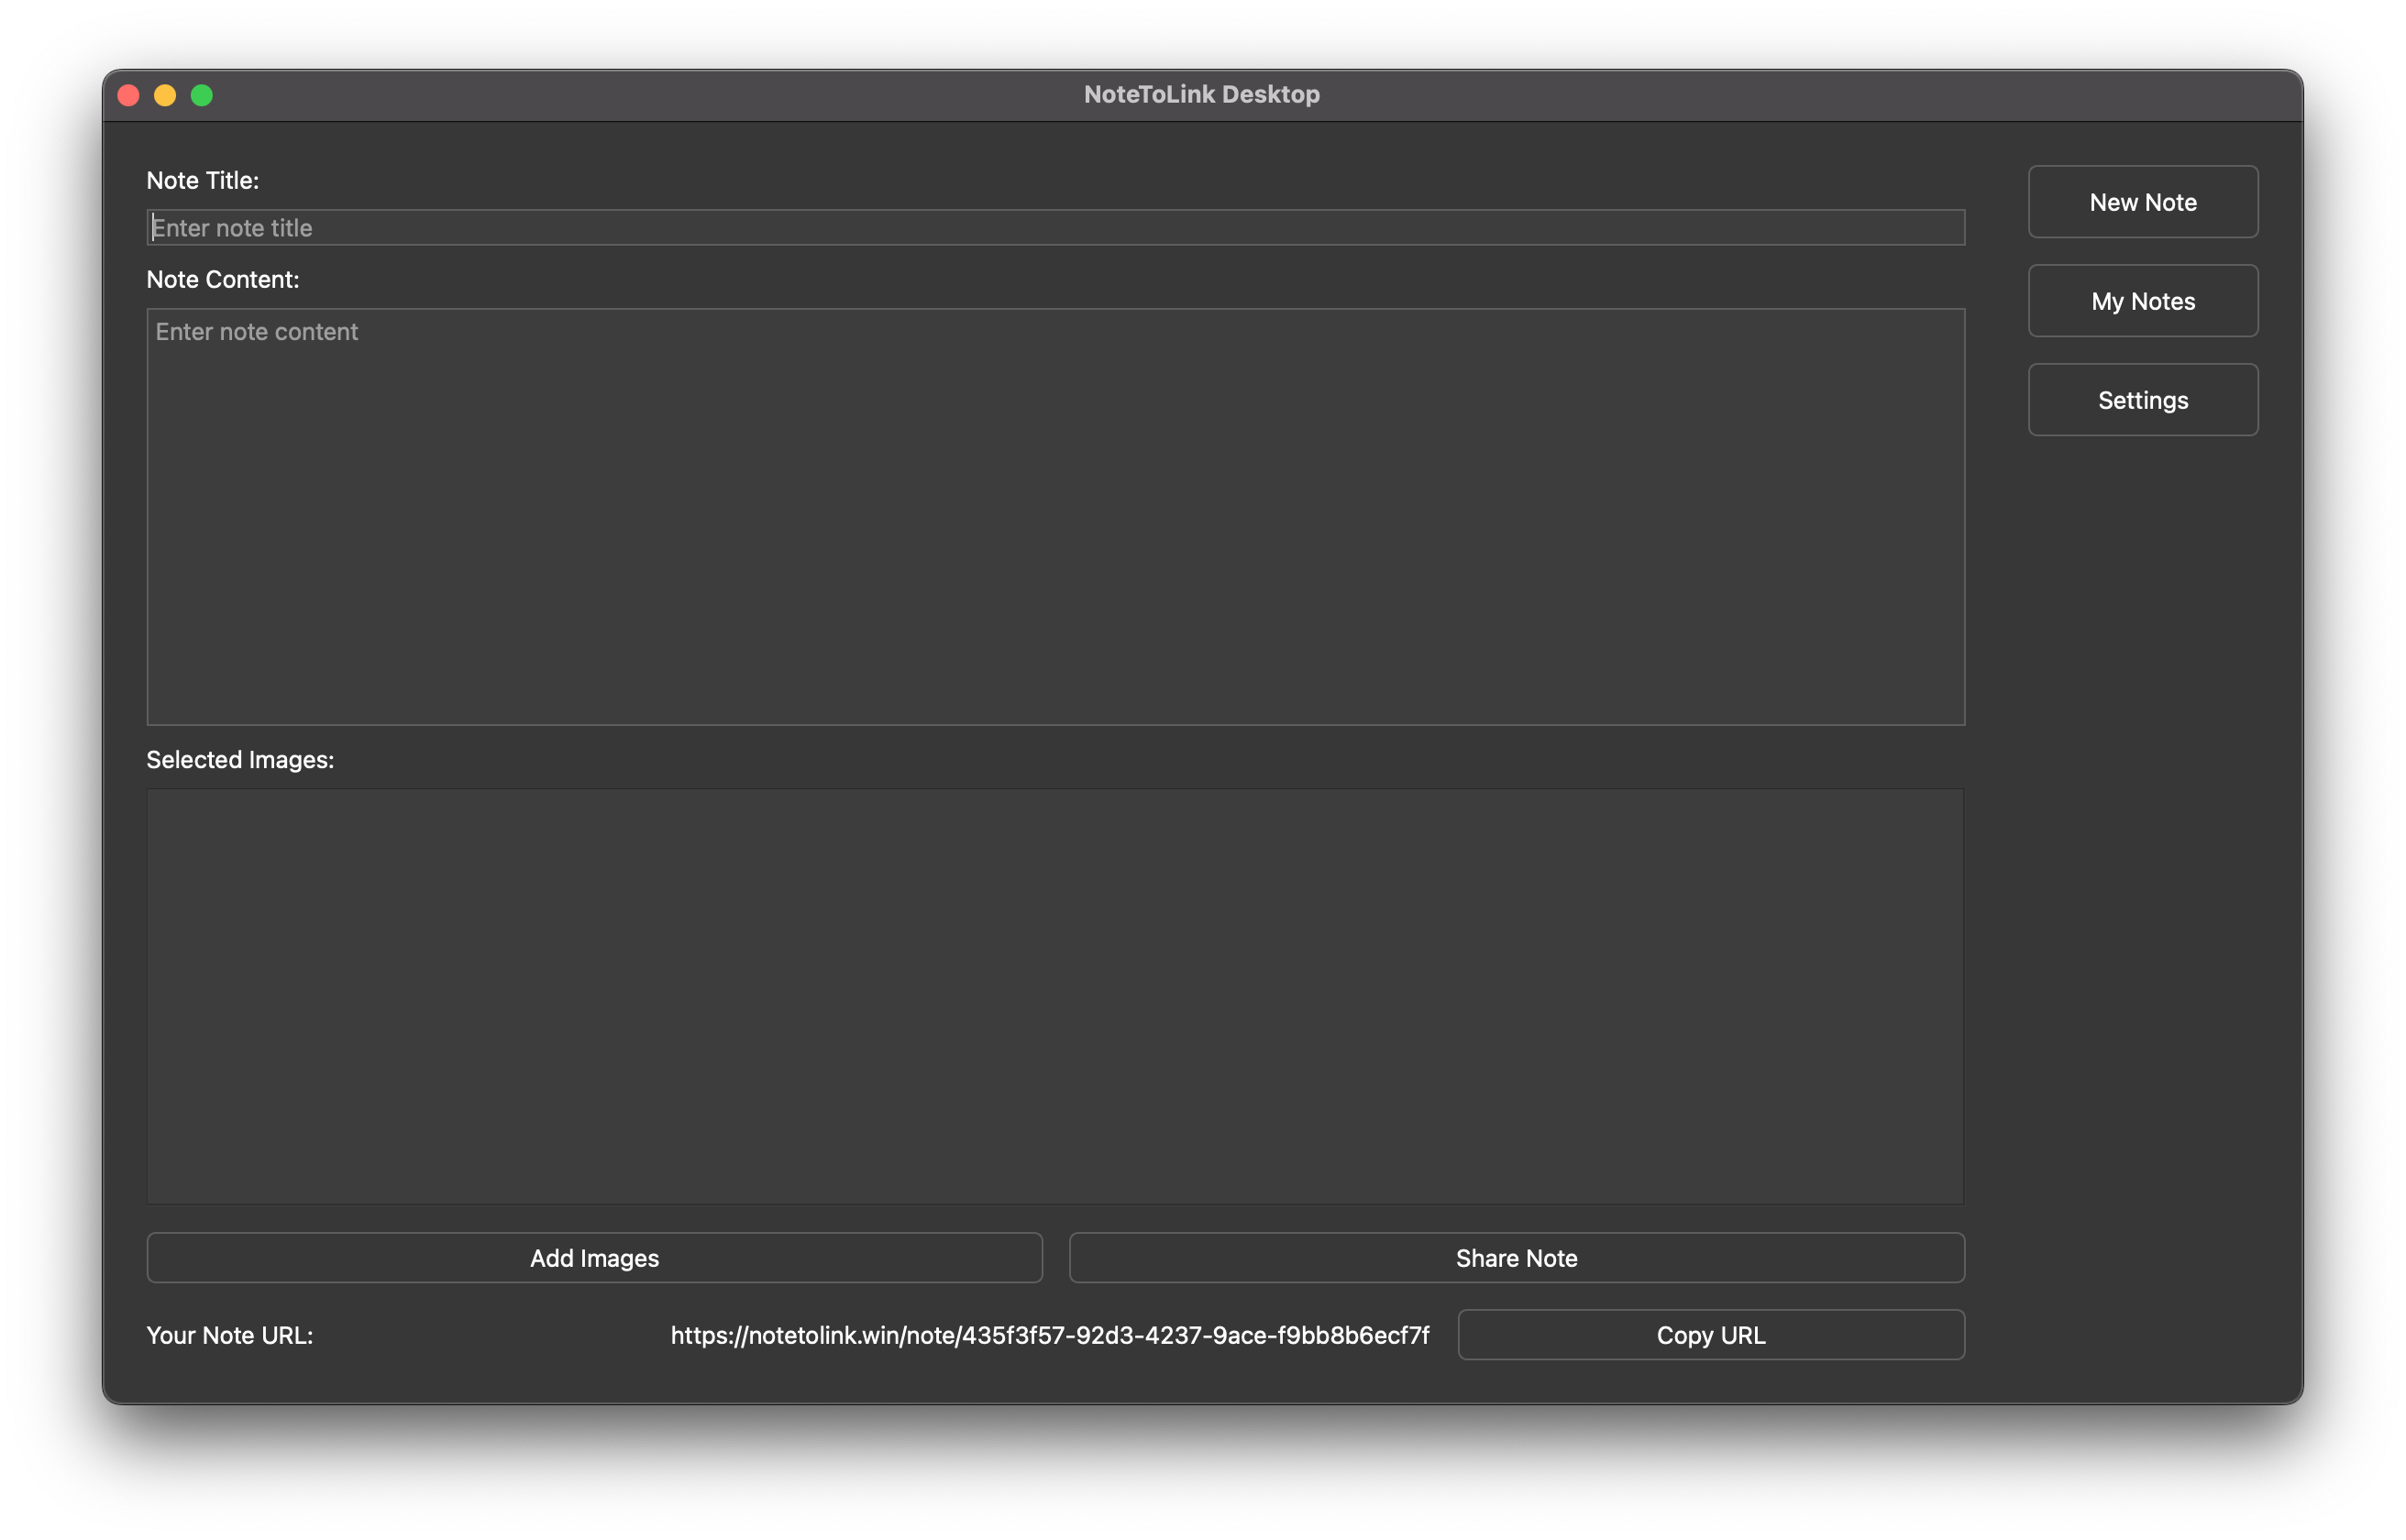 NoteToLink Desktop
Note Title:
Enter note title
Note Content:
Enter note content
Selected Images:
Add Images
Share Note
Your Note URL:
https://notetolink.win/note/435f3f57-92d3-4237-9ace-f9bb8b6ecf7f
Copy URL
New Note
My Notes
Settings